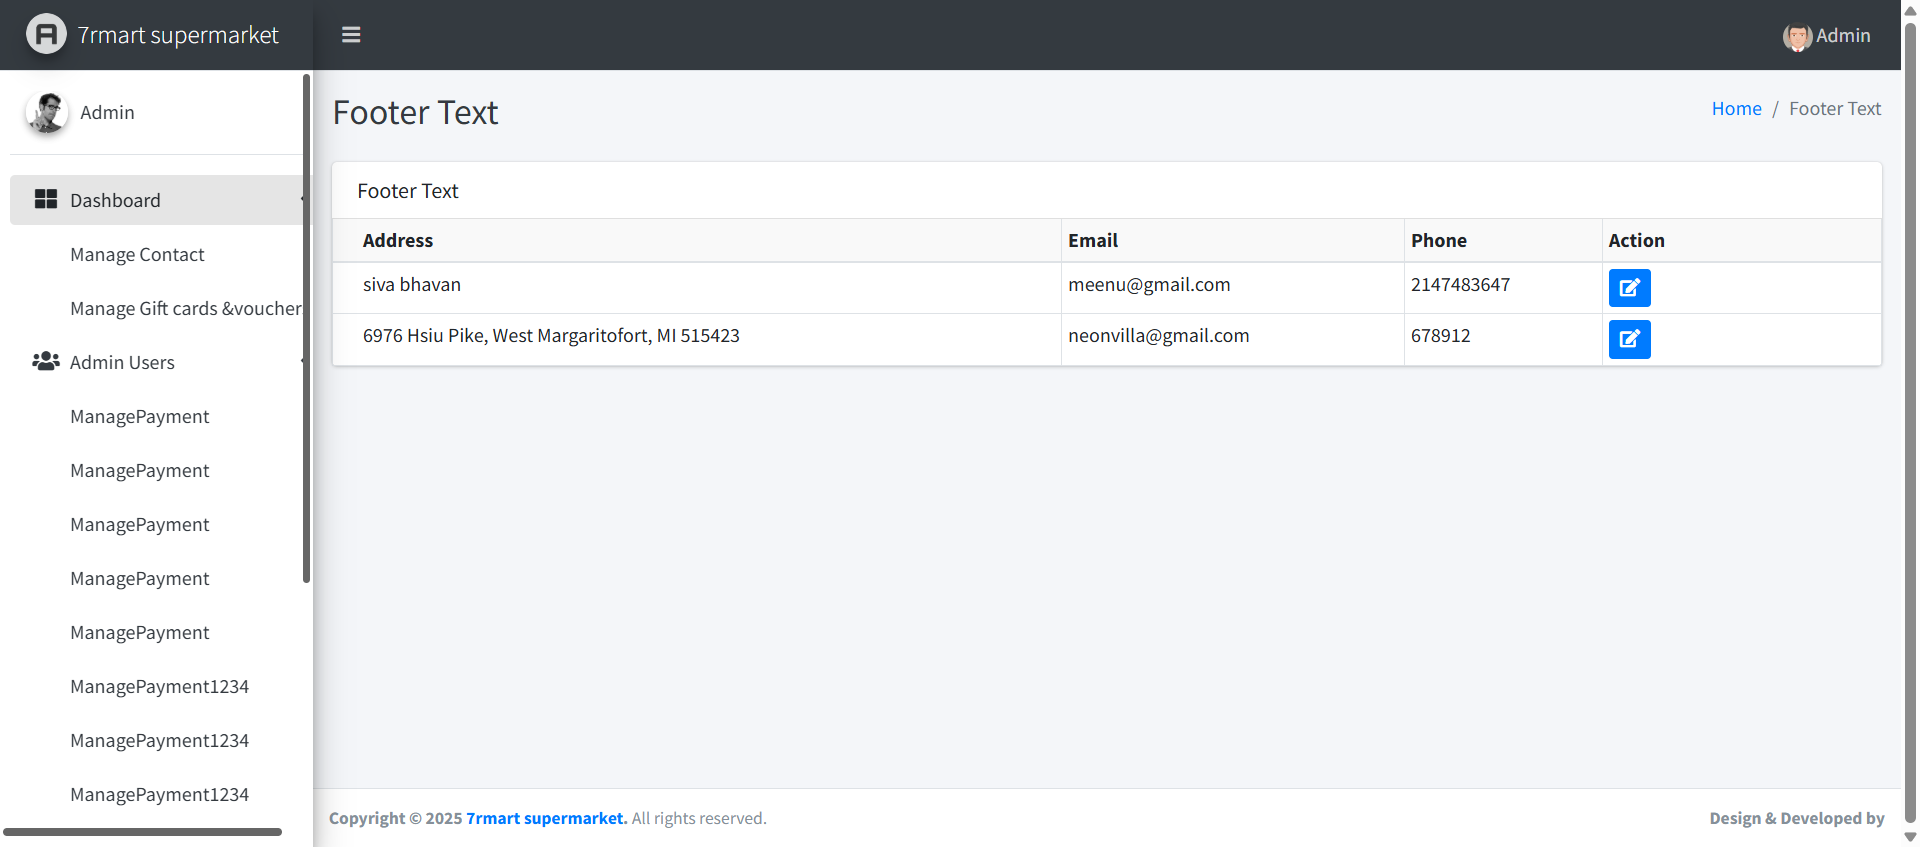 7rmart supermarket
Admin
Admin
Footer Text
Home / Footer Text
Dashboard
Manage Contact
Manage Gift cards &voucher
Admin Users
ManagePayment
ManagePayment
ManagePayment
ManagePayment
ManagePayment
ManagePayment1234
ManagePayment1234
ManagePayment1234
Footer Text
Address Email Phone Action
siva bhavan meenu@gmail.com 2147483647
6976 Hsiu Pike, West Margaritofort, MI 515423 neonvilla@gmail.com 678912
Copyright © 2025 7rmart supermarket. All rights reserved.
Design & Developed by